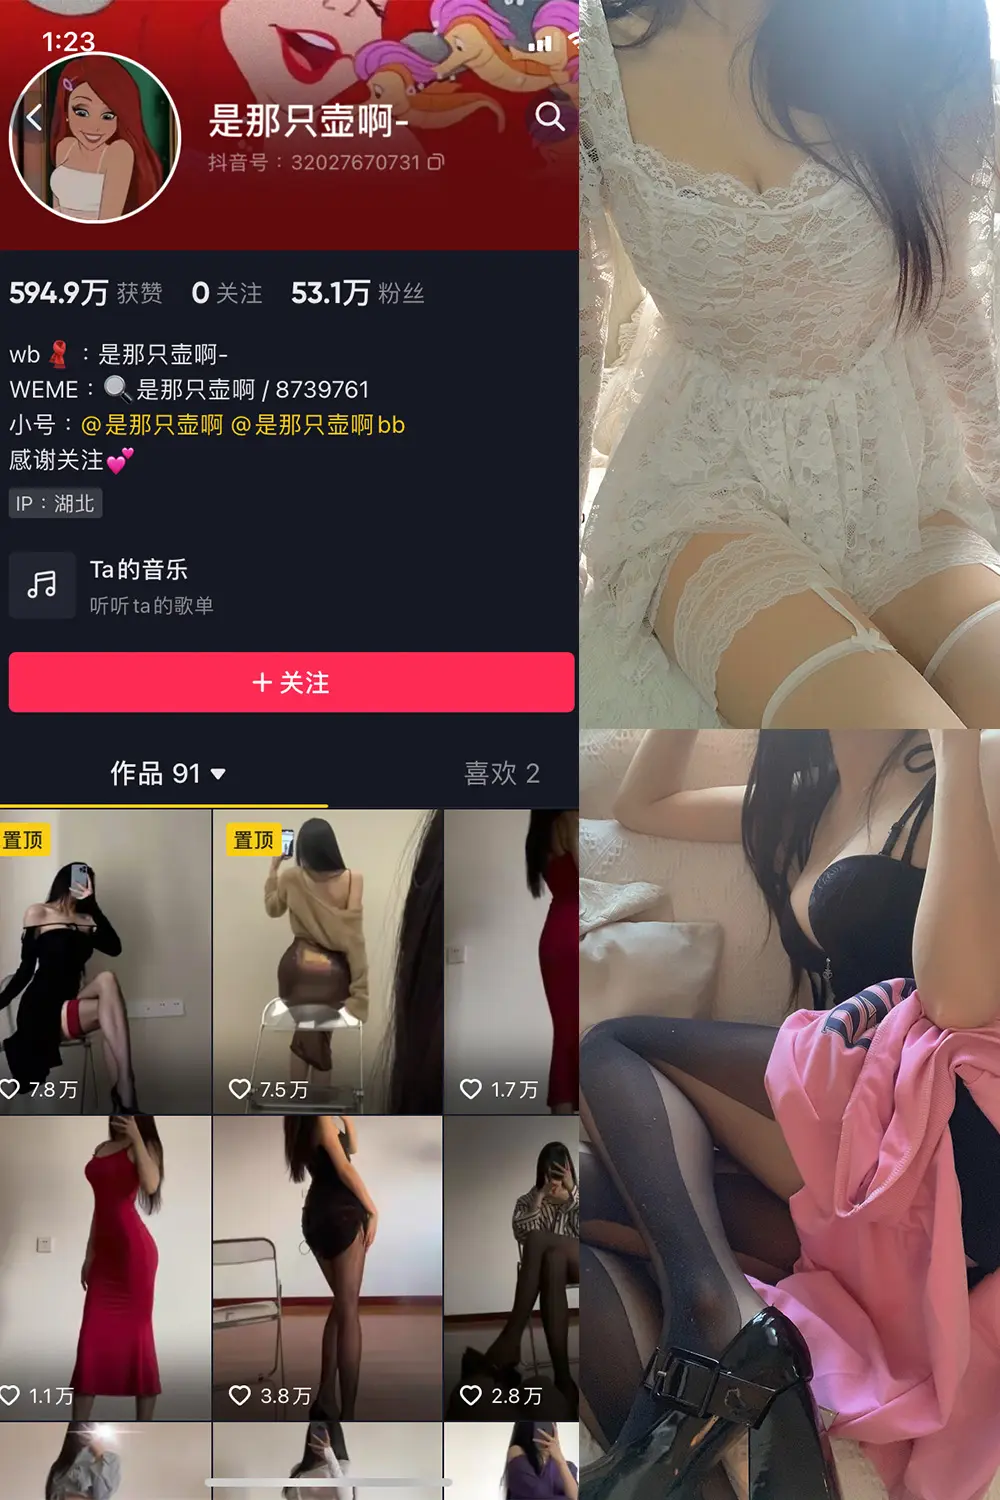 1:23
是那只壶啊-
抖音号：32027670731
594.9万 获赞 0 关注 53.1万 粉丝
wb 🧣：是那只壶啊-
WEME：🔍是那只壶啊 / 8739761
小号：@是那只壶啊 @是那只壶啊bb
感谢关注💕
IP：湖北
Ta的音乐
听听ta的歌单
+ 关注
作品 91 喜欢 2
置顶 置顶
7.8万 7.5万 1.7万
1.1万 3.8万 2.8万